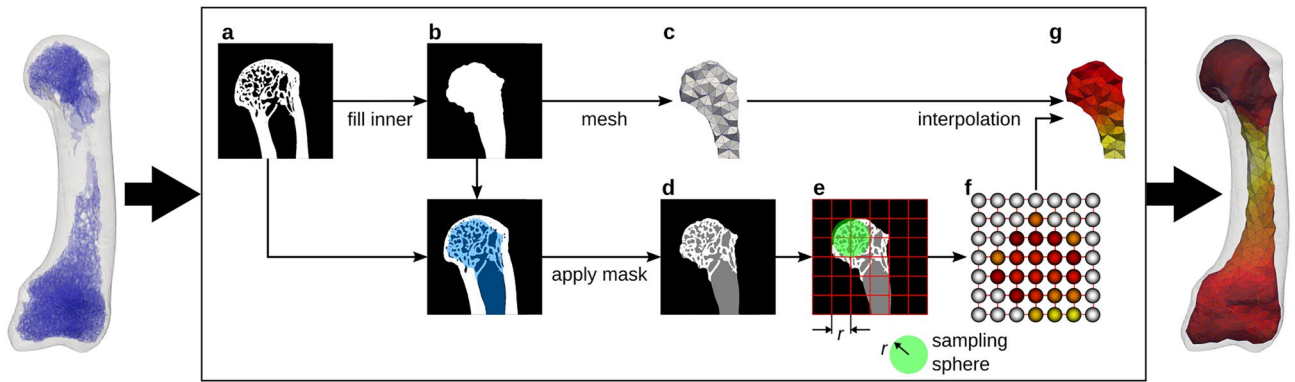 a
b
c
g
fill inner
mesh
interpolation
d
e
f
apply mask
r
r
sampling
sphere